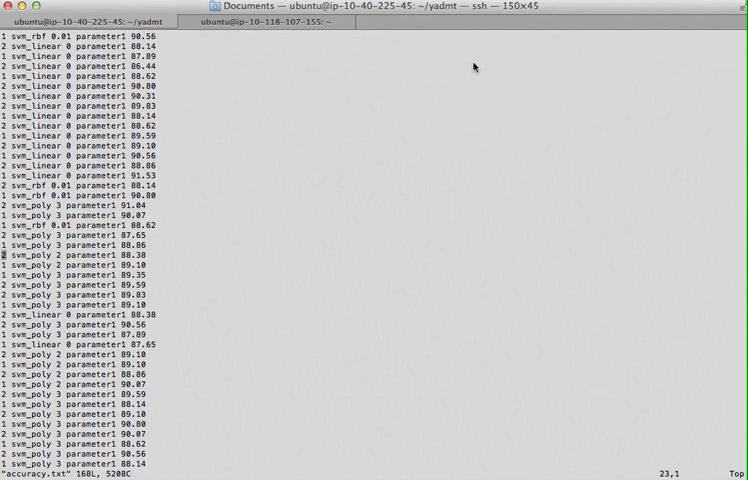 Documents — ubuntu@ip-10-40-225-45: ~/yadmt — ssh — 150×45
ubuntu@ip-10-40-225-45: ~/yadmt
ubuntu@ip-10-118-107-155: ~
1 svm_rbf 0.01 parameter1 90.56
2 svm_linear 0 parameter1 88.14
1 svm_linear 0 parameter1 87.89
2 svm_linear 0 parameter1 86.44
1 svm_linear 0 parameter1 88.62
2 svm_linear 0 parameter1 90.80
1 svm_linear 0 parameter1 90.31
2 svm_linear 0 parameter1 89.83
1 svm_linear 0 parameter1 88.14
2 svm_linear 0 parameter1 88.62
1 svm_linear 0 parameter1 89.59
2 svm_linear 0 parameter1 89.10
1 svm_linear 0 parameter1 90.56
2 svm_linear 0 parameter1 88.86
1 svm_linear 0 parameter1 91.53
2 svm_rbf 0.01 parameter1 88.14
1 svm_rbf 0.01 parameter1 90.80
2 svm_poly 3 parameter1 91.04
1 svm_poly 3 parameter1 90.07
1 svm_rbf 0.01 parameter1 88.62
2 svm_poly 3 parameter1 87.65
1 svm_poly 3 parameter1 88.86
2 svm_poly 2 parameter1 88.38
1 svm_poly 2 parameter1 89.10
1 svm_poly 3 parameter1 89.35
2 svm_poly 3 parameter1 89.59
2 svm_poly 3 parameter1 89.83
1 svm_poly 3 parameter1 89.10
2 svm_linear 0 parameter1 88.38
2 svm_poly 3 parameter1 90.56
1 svm_poly 3 parameter1 87.89
1 svm_linear 0 parameter1 87.65
2 svm_poly 2 parameter1 89.10
1 svm_poly 2 parameter1 89.10
2 svm_poly 2 parameter1 88.86
1 svm_poly 2 parameter1 90.07
2 svm_poly 3 parameter1 89.59
1 svm_poly 3 parameter1 88.14
2 svm_poly 3 parameter1 89.10
1 svm_poly 3 parameter1 90.80
2 svm_poly 3 parameter1 90.07
1 svm_poly 3 parameter1 88.62
2 svm_poly 3 parameter1 90.56
1 svm_poly 3 parameter1 88.14
"accuracy.txt" 168L, 5208C 23,1 Top